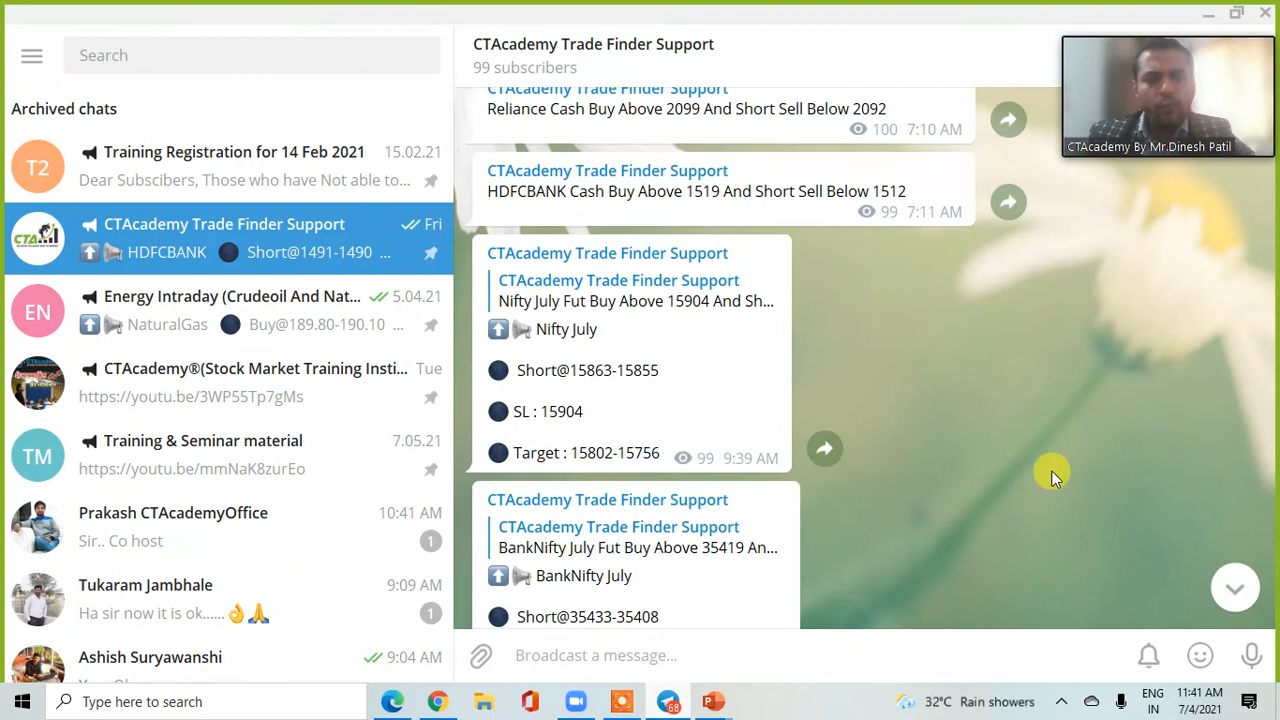 Search
CTAcademy Trade Finder Support
99 subscribers
Archived chats
T2
Training Registration for 14 Feb 2021
15.02.21
Dear Subscibers, Those who have Not able to...
CTA
CTAcademy Trade Finder Support
Fri
HDFCBANK Short@1491-1490 ...
EN
Energy Intraday (Crudeoil And Nat...
5.04.21
NaturalGas Buy@189.80-190.10 ...
CTAcademy®(Stock Market Training Insti...
Tue
https://youtu.be/3WP55Tp7gMs
TM
Training & Seminar material
7.05.21
https://youtu.be/mmNaK8zurEo
Prakash CTAcademyOffice
10:41 AM
Sir.. Co host
1
Tukaram Jambhale
9:09 AM
Ha sir now it is ok......👌🙏
1
Ashish Suryawanshi
9:04 AM
CTAcademy Trade Finder Support
Reliance Cash Buy Above 2099 And Short Sell Below 2092
100 7:10 AM
CTAcademy Trade Finder Support
HDFCBANK Cash Buy Above 1519 And Short Sell Below 1512
99 7:11 AM
CTAcademy Trade Finder Support
CTAcademy Trade Finder Support
Nifty July Fut Buy Above 15904 And Sh...
Nifty July
Short@15863-15855
SL : 15904
Target : 15802-15756
99 9:39 AM
CTAcademy Trade Finder Support
CTAcademy Trade Finder Support
BankNifty July Fut Buy Above 35419 An...
BankNifty July
Short@35433-35408
Broadcast a message...
CTAcademy By Mr.Dinesh Patil
Type here to search
68
32°C Rain showers
ENG
IN
11:41 AM
7/4/2021